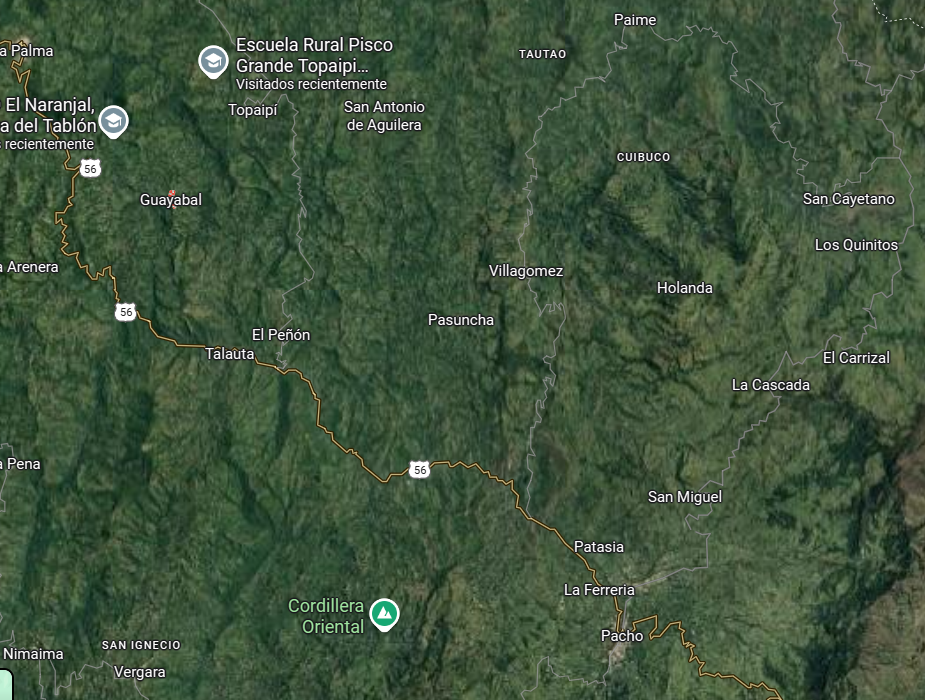 Paime
a Palma
Escuela Rural Pisco
Grande Topaipi...
Visitados recientemente
TAUTAO
El Naranjal,
a del Tablón
s recientemente
Topaipí
San Antonio
de Aguilera
CUIBUCO
56
Guayabal
San Cayetano
Los Quinitos
a Arenera
Villagomez
Holanda
56
Pasuncha
El Peñón
Talauta
El Carrizal
La Cascada
a Pena
56
San Miguel
Patasia
La Ferreria
Cordillera
Oriental
Pacho
SAN IGNECIO
Nimaima
Vergara